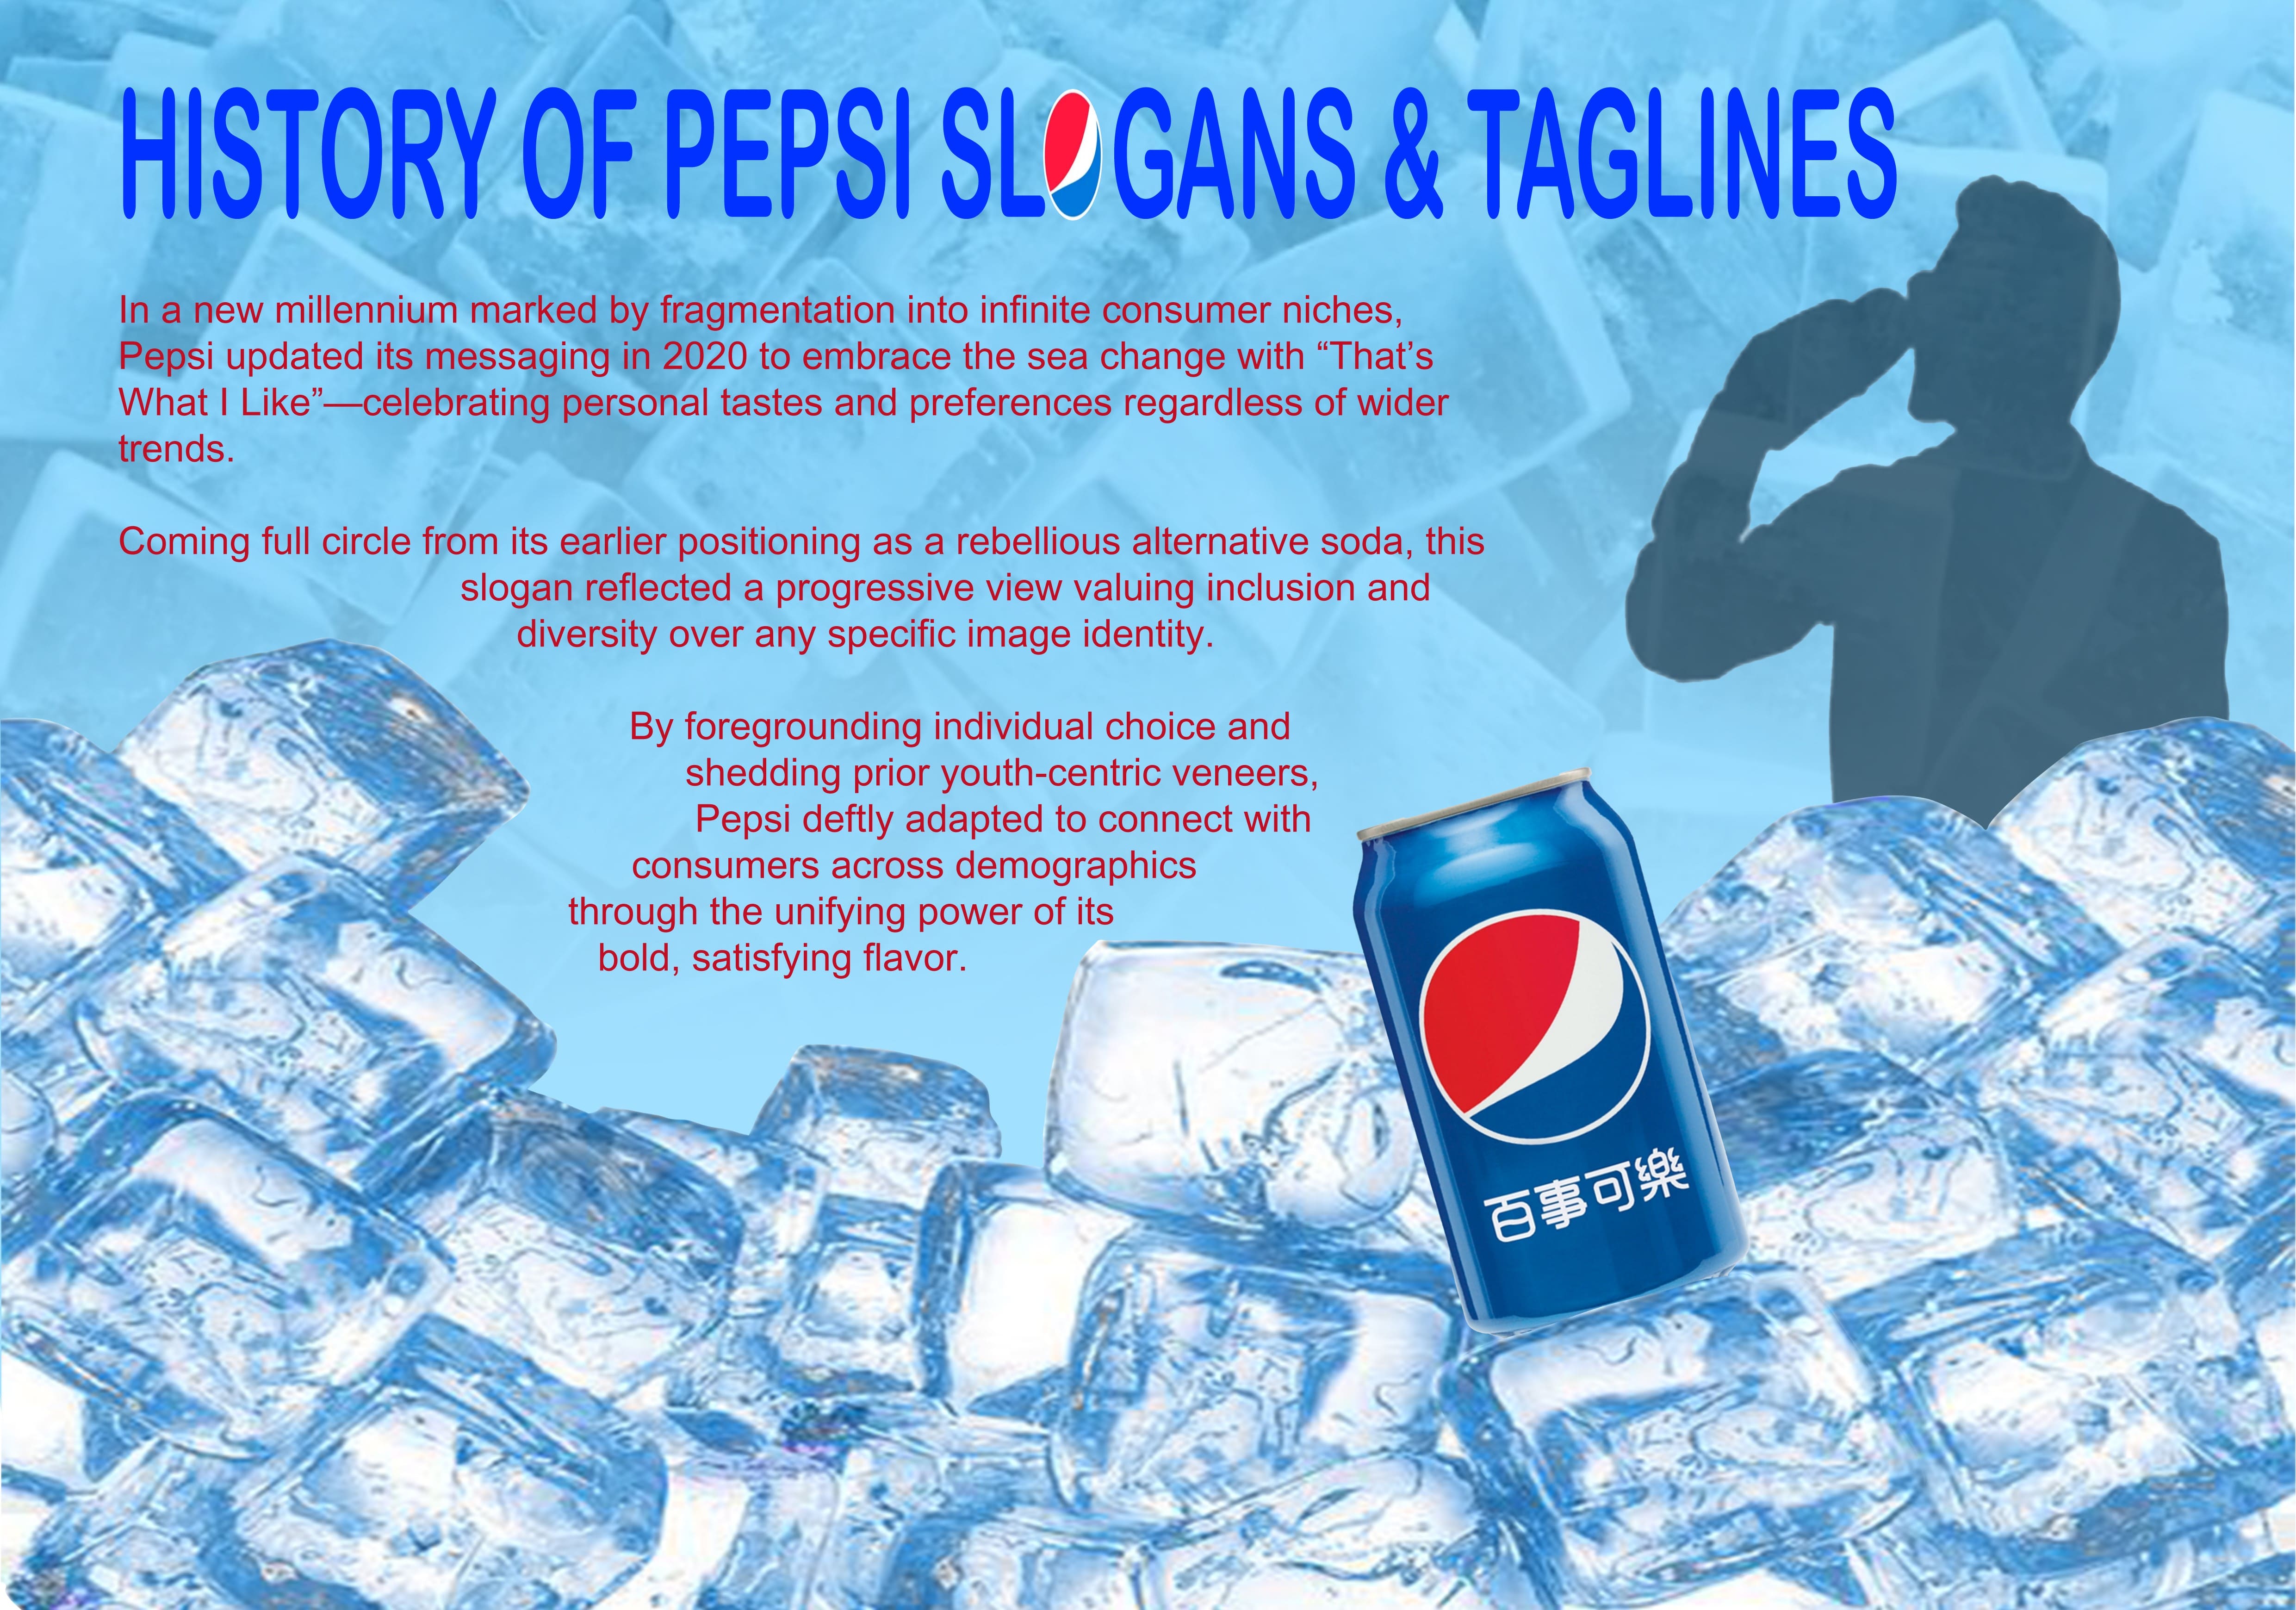 HISTORY OF PEPSI SLOGANS & TAGLINES
In a new millennium marked by fragmentation into infinite consumer niches,
Pepsi updated its messaging in 2020 to embrace the sea change with “That’s
What I Like”—celebrating personal tastes and preferences regardless of wider
trends.
Coming full circle from its earlier positioning as a rebellious alternative soda, this
slogan reflected a progressive view valuing inclusion and
diversity over any specific image identity.
By foregrounding individual choice and
shedding prior youth-centric veneers,
Pepsi deftly adapted to connect with
consumers across demographics
through the unifying power of its
bold, satisfying flavor.
百事可樂